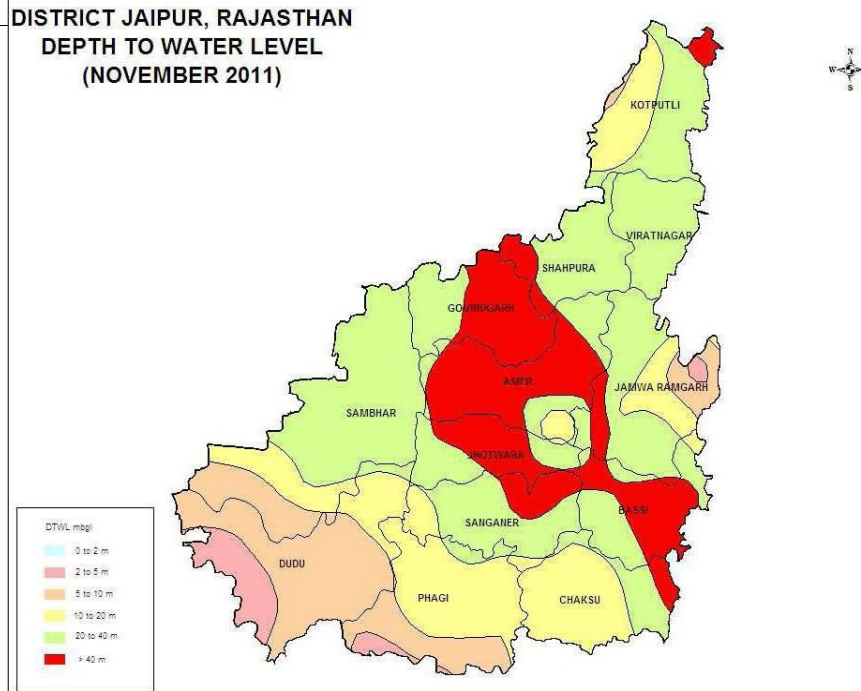 DISTRICT JAIPUR, RAJASTHAN
DEPTH TO WATER LEVEL
(NOVEMBER 2011)
N
W
S
KOTPUTLI
VIRATNAGAR
SHAHPURA
GOVINDGARH
AMER
JAMWA RAMGARH
SAMBHAR
JHOTWARA
BASSI
SANGANER
DUDU
PHAGI
CHAKSU
DTWL mbgl
0 to 2 m
2 to 5 m
5 to 10 m
10 to 20 m
20 to 40 m
> 40 m